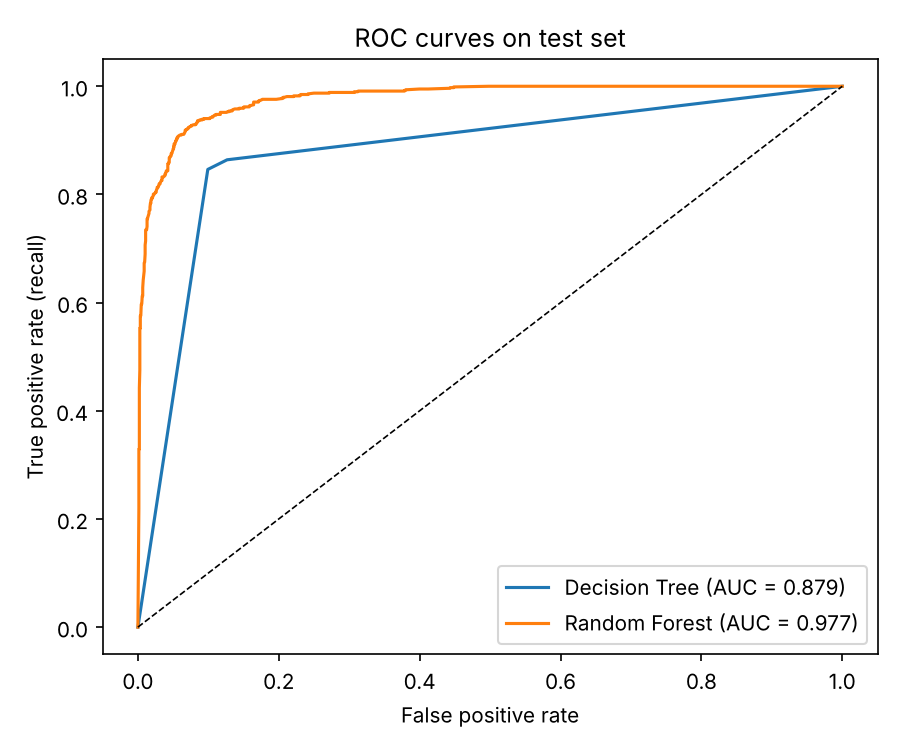 ROC curves on test set
True positive rate (recall)
1.0
0.8
0.6
0.4
0.2
0.0
Decision Tree (AUC = 0.879)
Random Forest (AUC = 0.977)
0.0 0.2 0.4 0.6 0.8 1.0
False positive rate